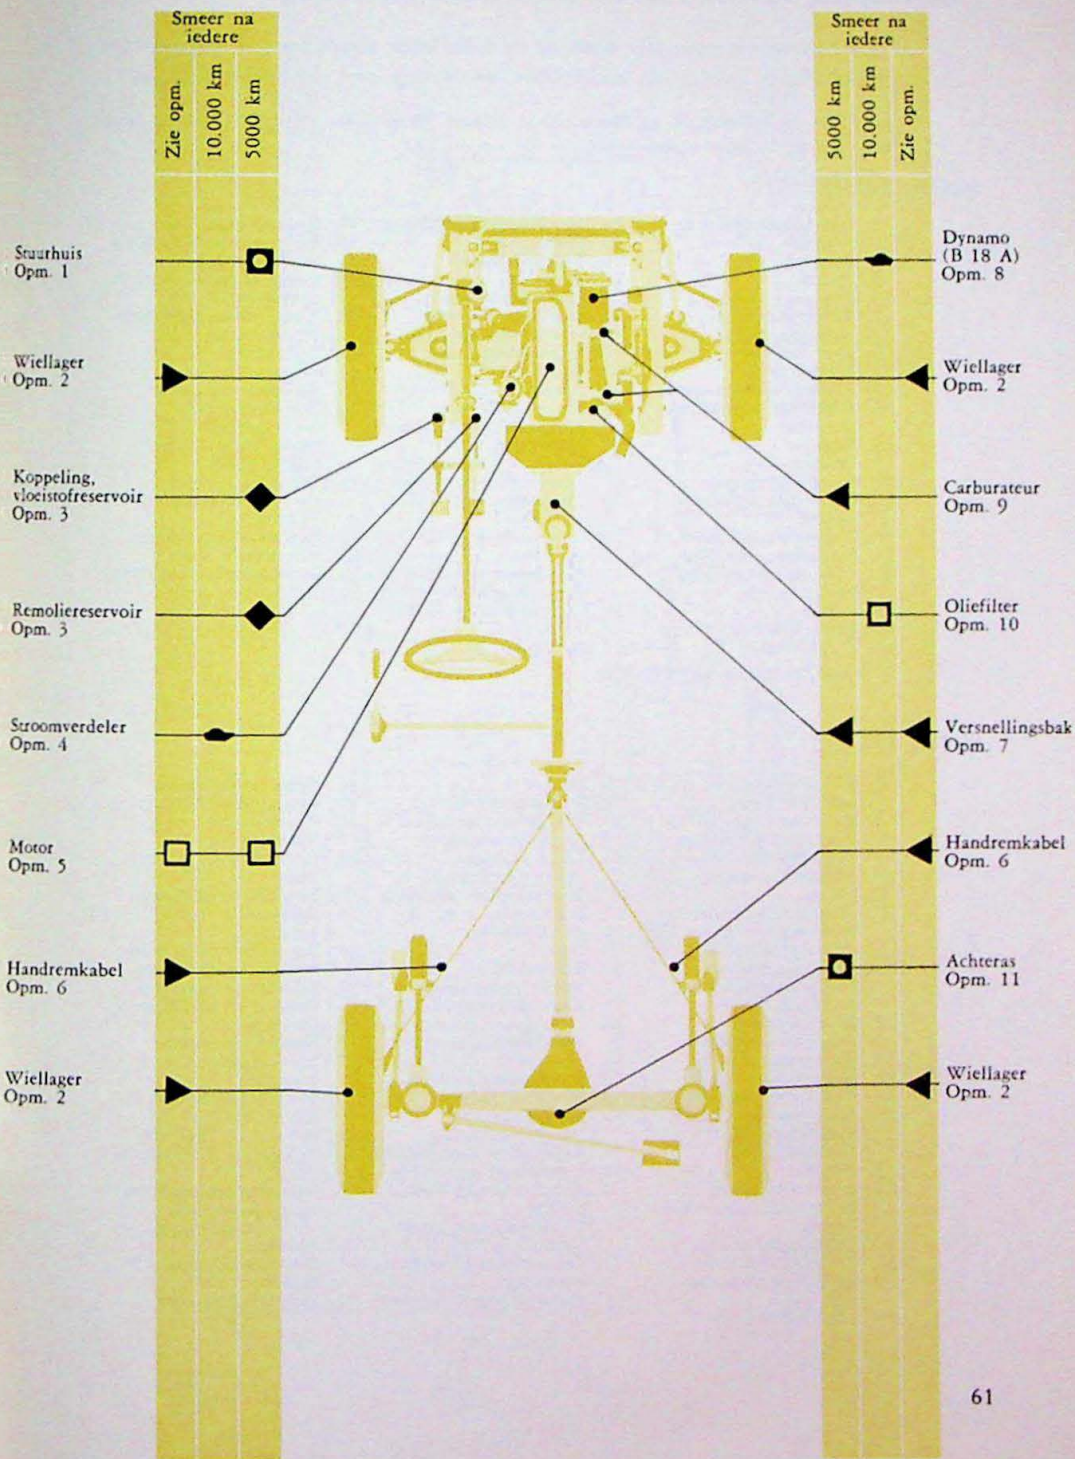 Smeer na
iedere
Zie opm.
10.000 km
5000 km
Stuurhuis
Opm. 1
Wiellager
Opm. 2
Koppeling,
vloeistofreservoir
Opm. 3
Remoliereservoir
Opm. 3
Stroomverdeler
Opm. 4
Motor
Opm. 5
Handremkabel
Opm. 6
Wiellager
Opm. 2
Smeer na
iedere
5000 km
10.000 km
Zie opm.
Dynamo
(B 18 A)
Opm. 8
Wiellager
Opm. 2
Carburateur
Opm. 9
Oliefilter
Opm. 10
Versnellingsbak
Opm. 7
Handremkabel
Opm. 6
Achteras
Opm. 11
Wiellager
Opm. 2
61